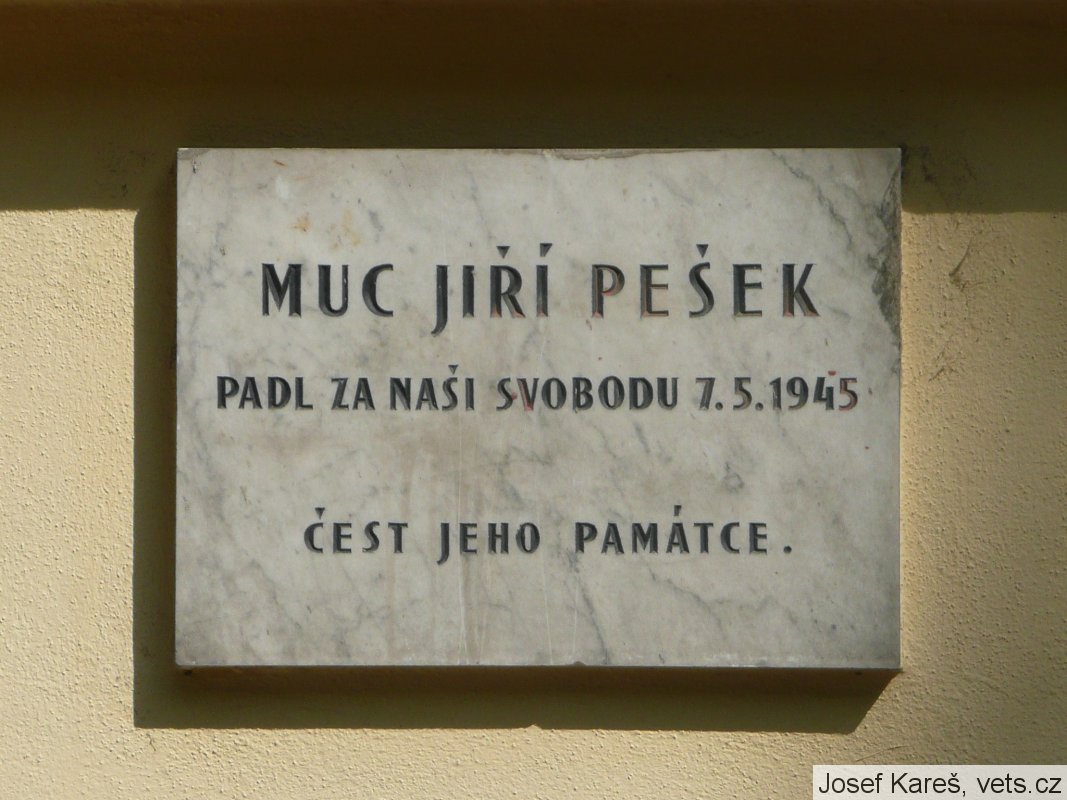 MUC JIŘÍ PEŠEK
PADL ZA NAŠI SVOBODU 7.5.1945
ČEST JEHO PAMÁTCE.
Josef Kareš, vets.cz